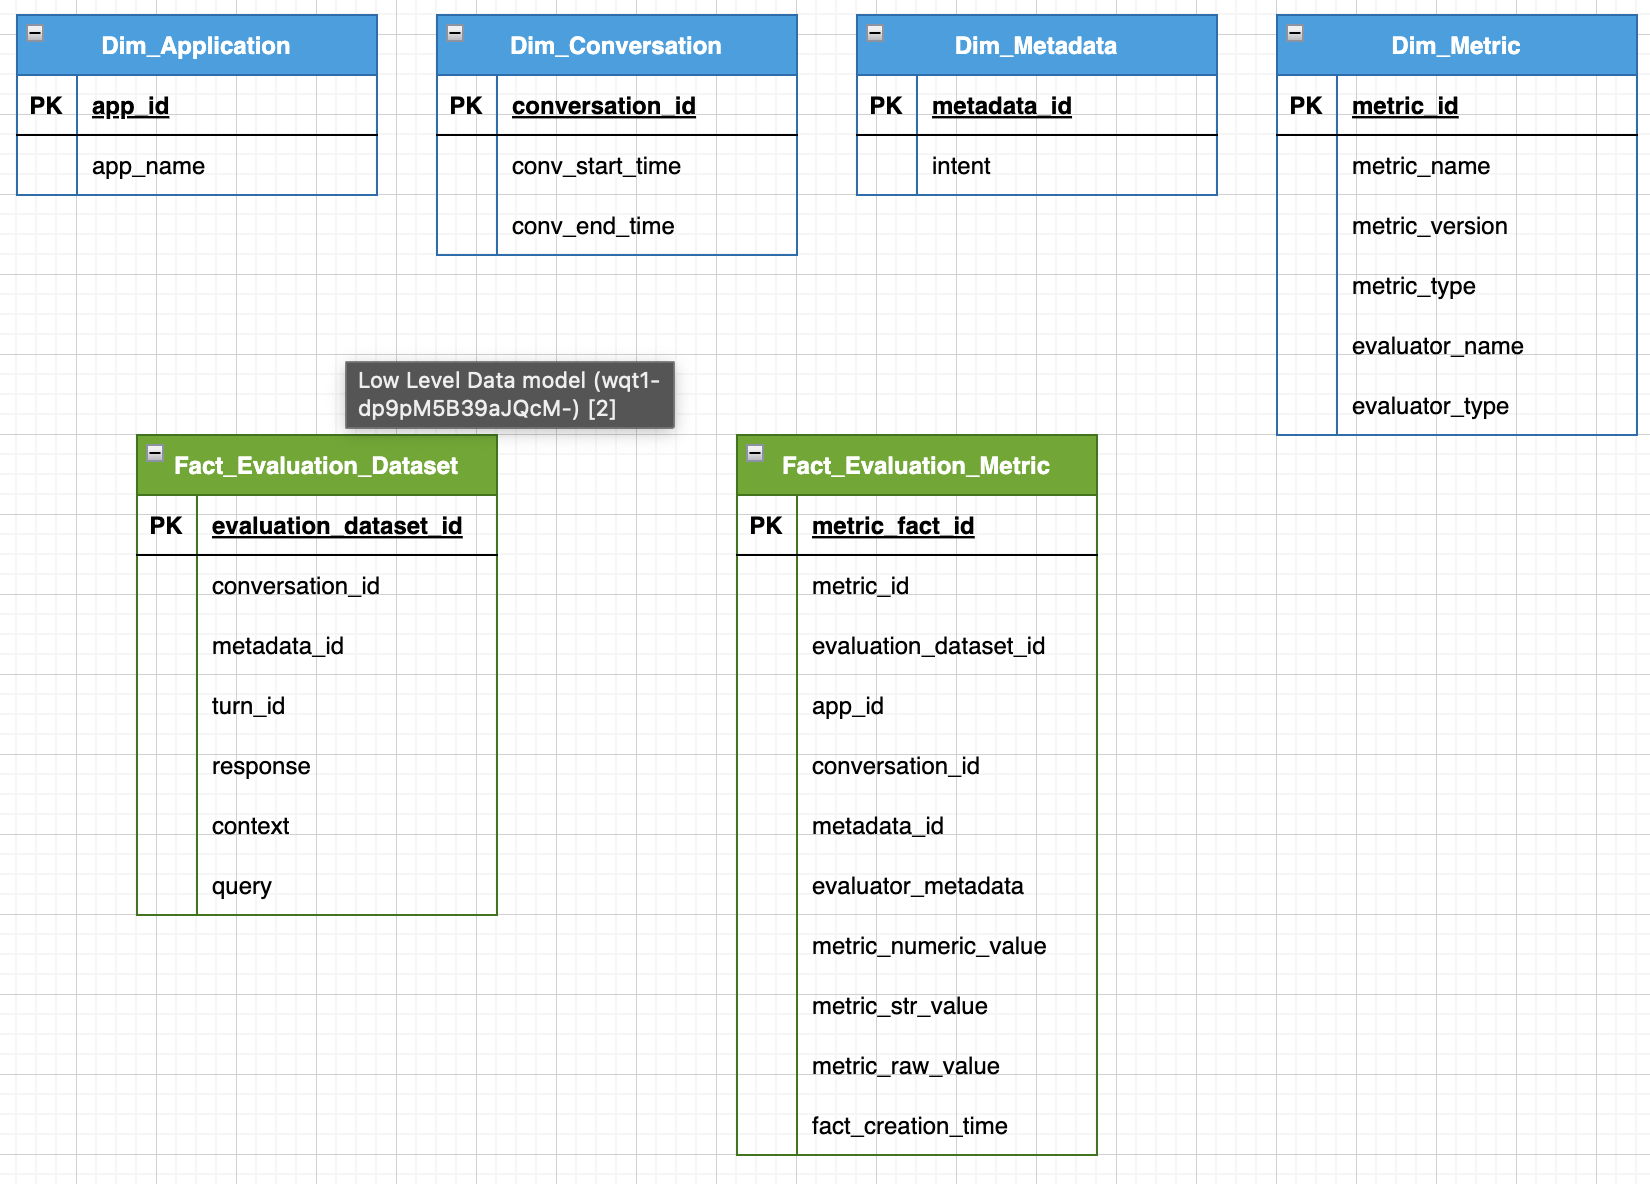 Dim_Application
PK app_id
app_name
Dim_Conversation
PK conversation_id
conv_start_time
conv_end_time
Dim_Metadata
PK metadata_id
intent
Dim_Metric
PK metric_id
metric_name
metric_version
metric_type
evaluator_name
evaluator_type
Low Level Data model (wqt1-
dp9pM5B39aJQcM-) [2]
Fact_Evaluation_Dataset
PK evaluation_dataset_id
conversation_id
metadata_id
turn_id
response
context
query
Fact_Evaluation_Metric
PK metric_fact_id
metric_id
evaluation_dataset_id
app_id
conversation_id
metadata_id
evaluator_metadata
metric_numeric_value
metric_str_value
metric_raw_value
fact_creation_time